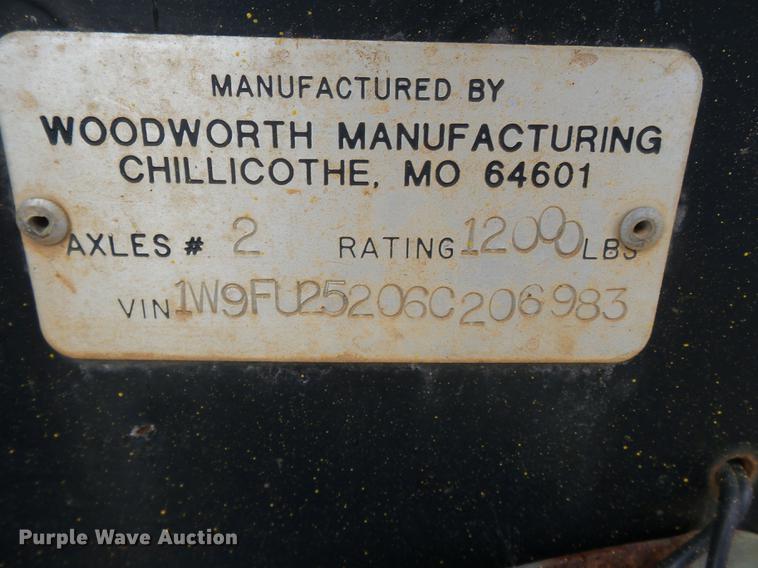 MANUFACTURED BY
WOODWORTH MANUFACTURING
CHILLICOTHE, MO 64601
AXLES # 2 RATING 12000 LBS
VIN 1W9FU25206C206983
Purple Wave Auction